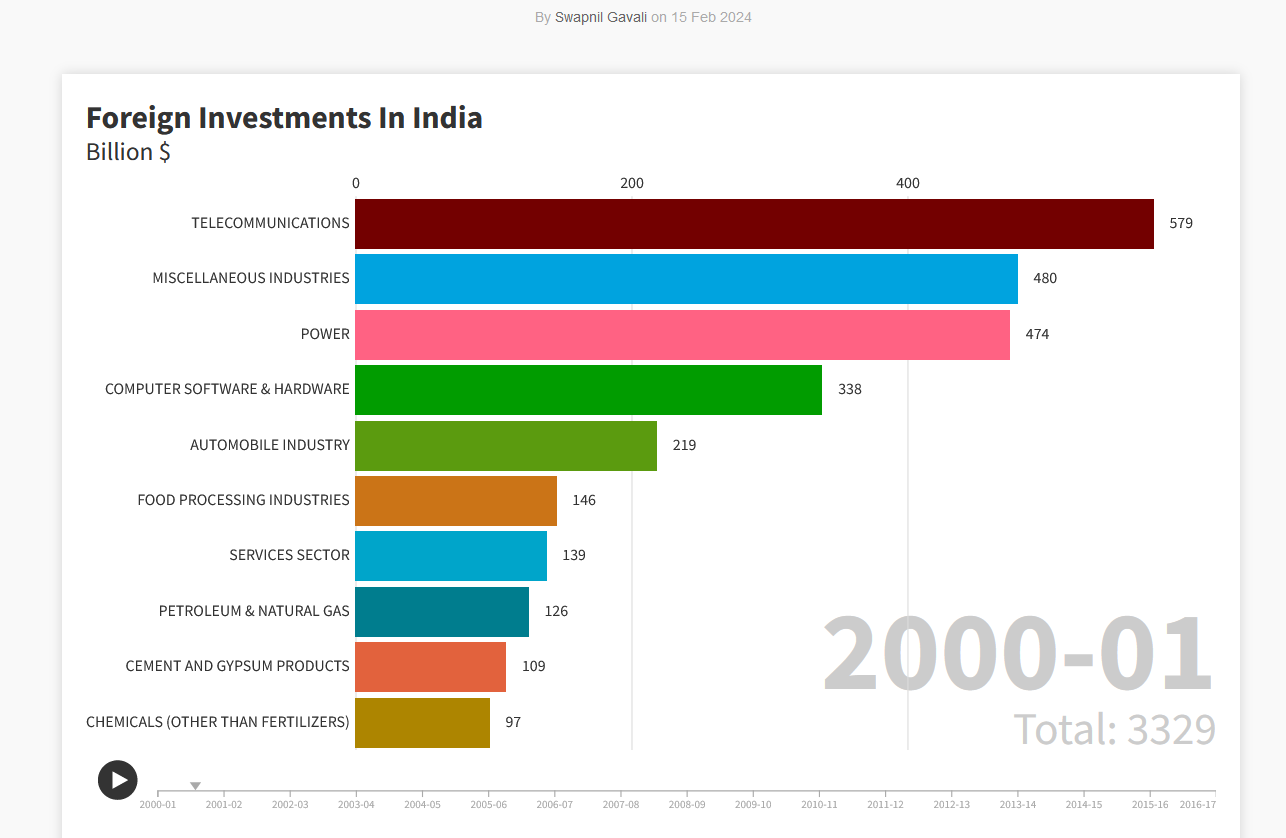 By Swapnil Gavali on 15 Feb 2024
Foreign Investments In India
Billion $
0 200 400
TELECOMMUNICATIONS 579
MISCELLANEOUS INDUSTRIES 480
POWER 474
COMPUTER SOFTWARE & HARDWARE 338
AUTOMOBILE INDUSTRY 219
FOOD PROCESSING INDUSTRIES 146
SERVICES SECTOR 139
PETROLEUM & NATURAL GAS 126
CEMENT AND GYPSUM PRODUCTS 109
CHEMICALS (OTHER THAN FERTILIZERS) 97
2000-01
Total: 3329
2000-01 2001-02 2002-03 2003-04 2004-05 2005-06 2006-07 2007-08 2008-09 2009-10 2010-11 2011-12 2012-13 2013-14 2014-15 2015-16 2016-17